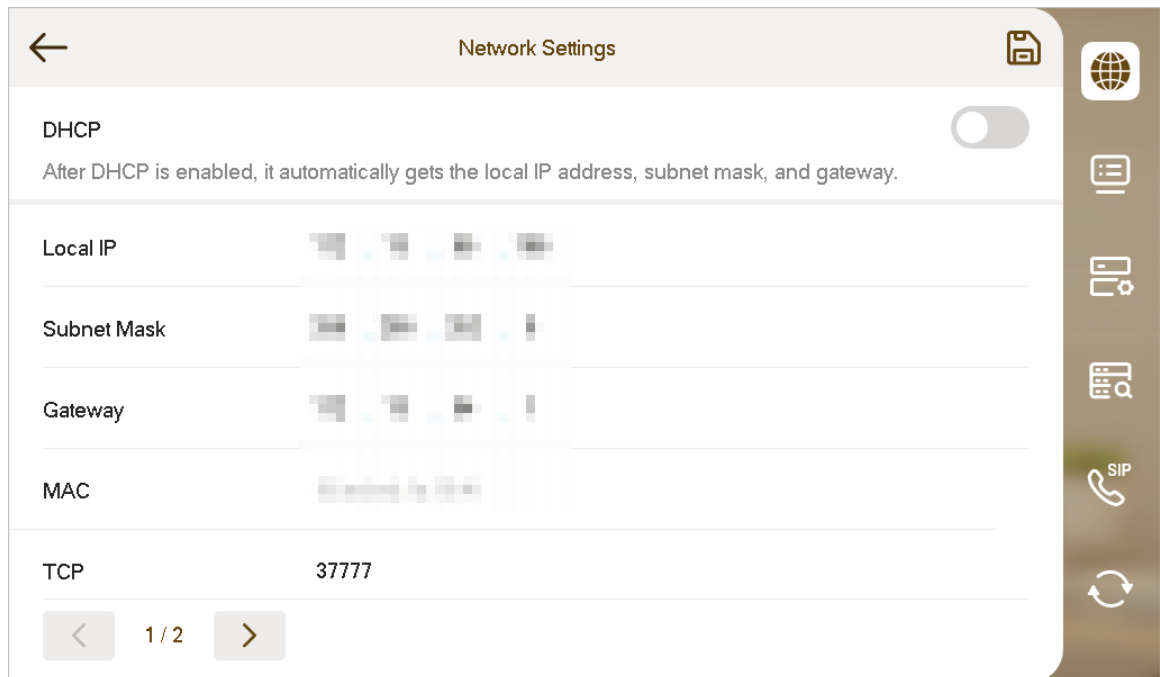 Network Settings
DHCP
After DHCP is enabled, it automatically gets the local IP address, subnet mask, and gateway.
Local IP
Subnet Mask
Gateway
MAC
SIP
TCP 37777
1 / 2